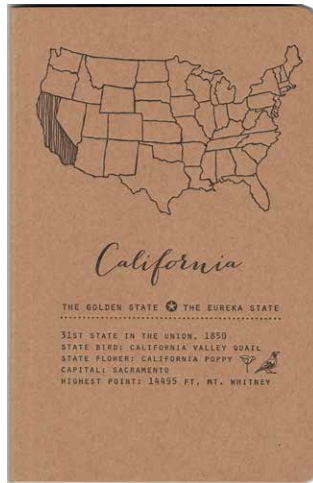 California
THE GOLDEN STATE ✪ THE EUREKA STATE
31ST STATE IN THE UNION, 1850
STATE BIRD: CALIFORNIA VALLEY QUAIL
STATE FLOWER: CALIFORNIA POPPY
CAPITAL: SACRAMENTO
HIGHEST POINT: 14495 FT, MT. WHITNEY